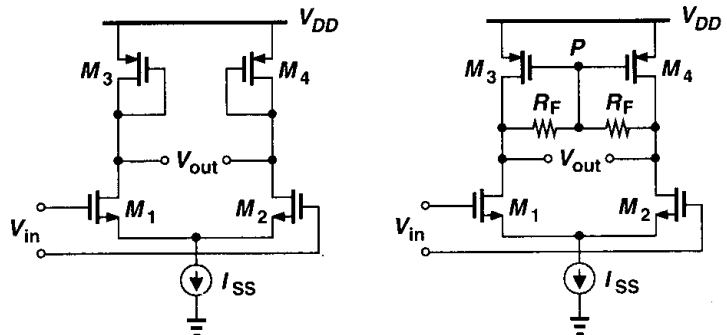 V_DD
M_3
M_4
V_out
V_in
M_1
M_2
I_SS
V_DD
P
M_3
M_4
R_F
R_F
V_out
V_in
M_1
M_2
I_SS